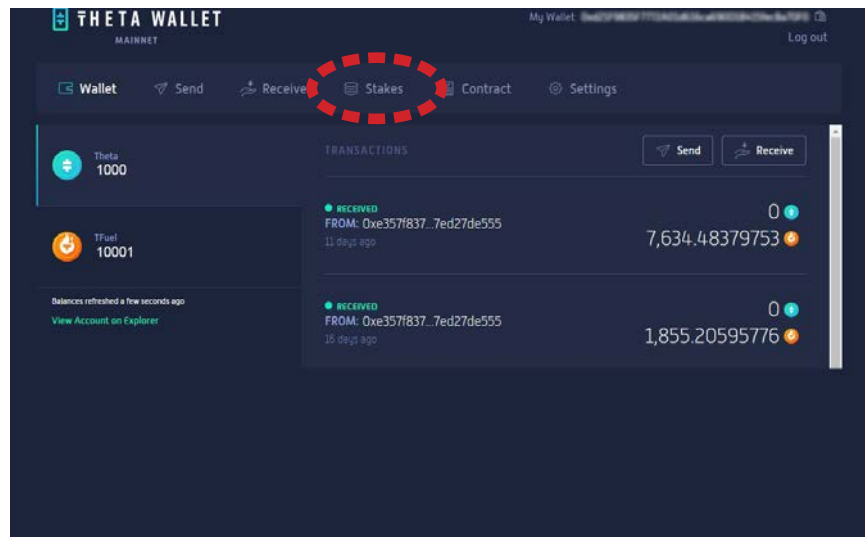 THETA WALLET
MAINNET
My Wallet:
Log out
Wallet Send Receive Stakes Contract Settings
Theta
1000
TFuel
10001
Balances refreshed a few seconds ago
View Account on Explorer
TRANSACTIONS
Send Receive
RECEIVED
FROM: 0xe357f837...7ed27de555
11 days ago
0
7,634.48379753
RECEIVED
FROM: 0xe357f837...7ed27de555
16 days ago
0
1,855.20595776